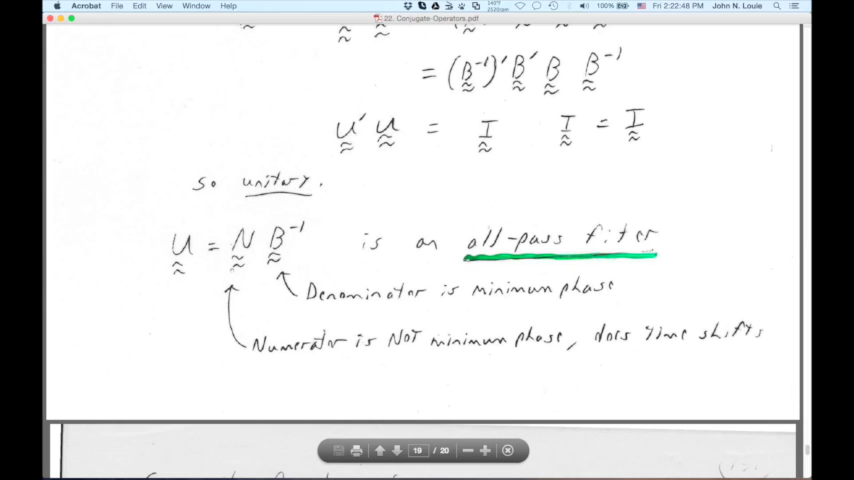 Acrobat File Edit View Window Help 100% Fri 2:22:48 PM John N. Louie
22. Conjugate-Operators.pdf
= (B⁻¹)′ B′ B B⁻¹
U′ U = I I = I
so unitary.
U = N B⁻¹ is an all-pass filter
Denominator is minimum phase
Numerator is NOT minimum phase, does time shifts
19 / 20